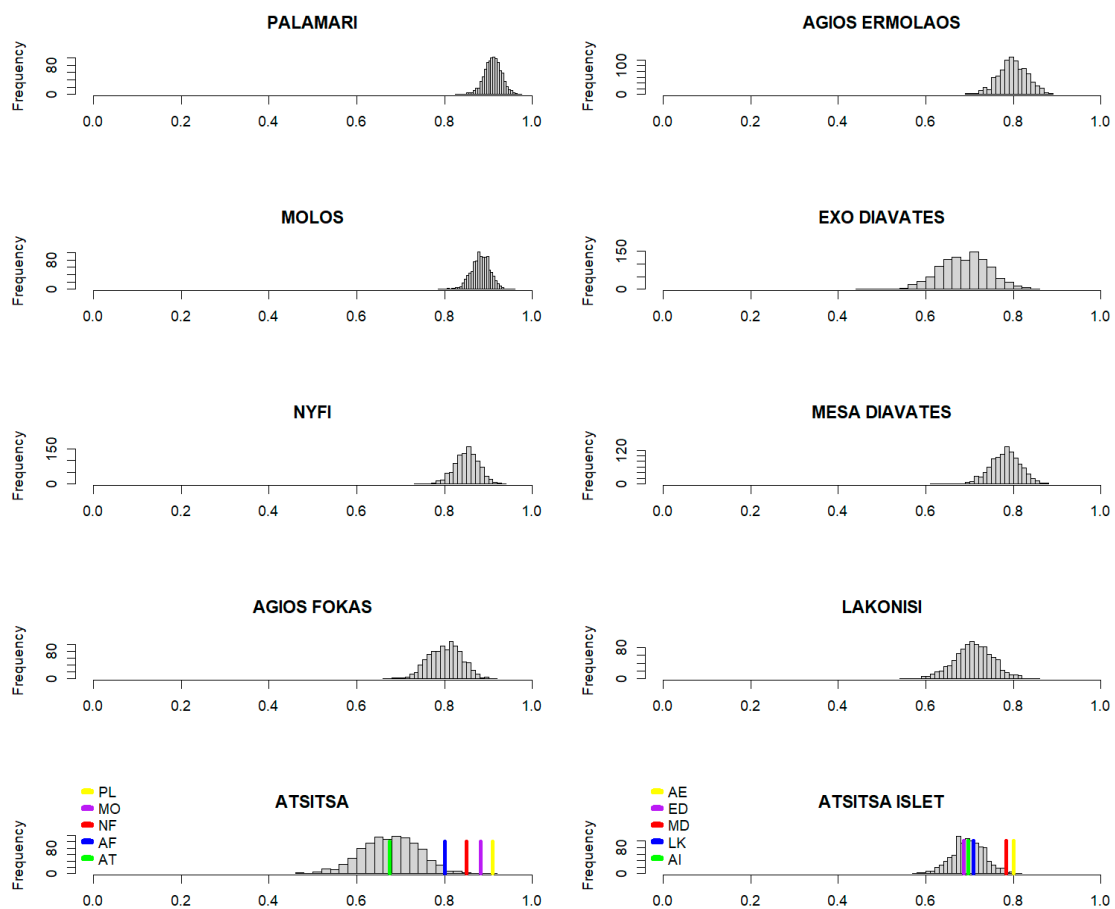 PALAMARI
Frequency
0 80
0.0 0.2 0.4 0.6 0.8 1.0
AGIOS ERMOLAOS
Frequency
0 100
0.0 0.2 0.4 0.6 0.8 1.0
MOLOS
Frequency
0 80
0.0 0.2 0.4 0.6 0.8 1.0
EXO DIAVATES
Frequency
0 150
0.0 0.2 0.4 0.6 0.8 1.0
NYFI
Frequency
0 150
0.0 0.2 0.4 0.6 0.8 1.0
MESA DIAVATES
Frequency
0 120
0.0 0.2 0.4 0.6 0.8 1.0
AGIOS FOKAS
Frequency
0 80
0.0 0.2 0.4 0.6 0.8 1.0
LAKONISI
Frequency
0 80
0.0 0.2 0.4 0.6 0.8 1.0
ATSITSA
PL
MO
NF
AF
AT
Frequency
0 80
0.0 0.2 0.4 0.6 0.8 1.0
ATSITSA ISLET
AE
ED
MD
LK
AI
Frequency
0 80
0.0 0.2 0.4 0.6 0.8 1.0